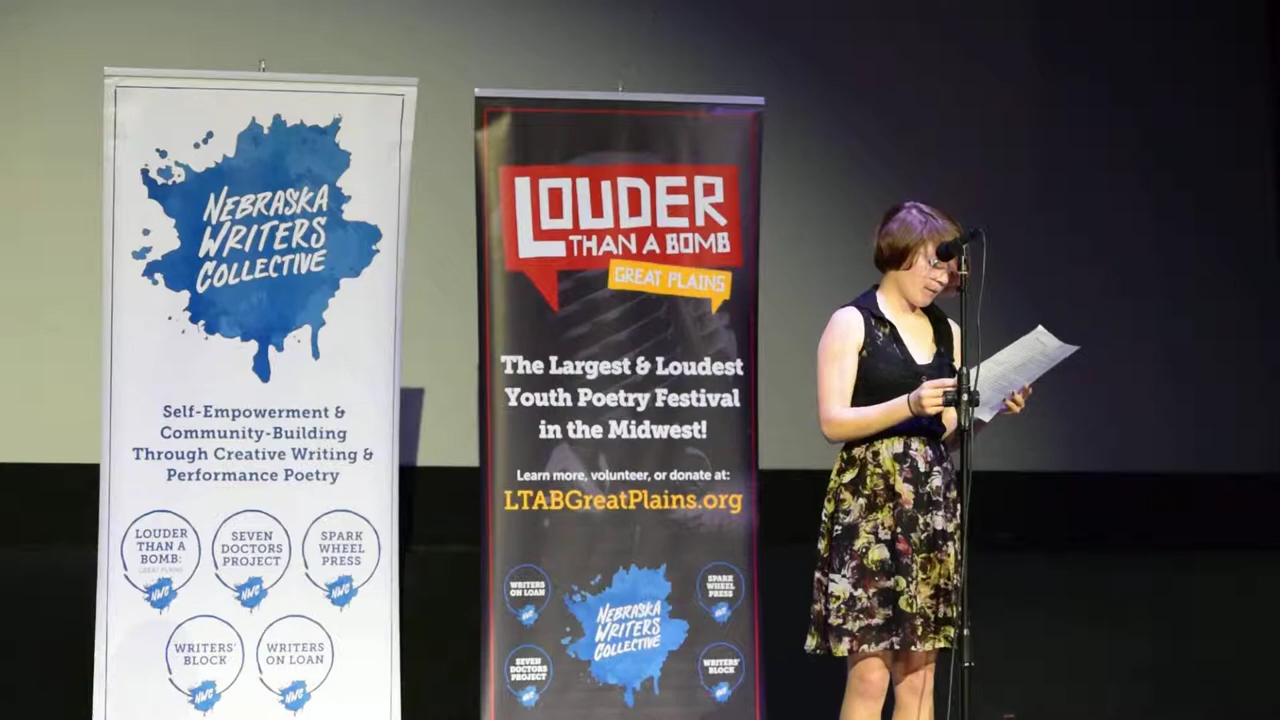 NEBRASKA
WRITERS
COLLECTIVE
Self-Empowerment &
Community-Building
Through Creative Writing &
Performance Poetry
LOUDER
THAN A
BOMB:
GREAT PLAINS
NWC
SEVEN
DOCTORS
PROJECT
NWC
SPARK
WHEEL
PRESS
NWC
WRITERS'
BLOCK
NWC
WRITERS
ON LOAN
NWC
LOUDER
THAN A BOMB
GREAT PLAINS
The Largest & Loudest
Youth Poetry Festival
in the Midwest!
Learn more, volunteer, or donate at:
LTABGreatPlains.org
WRITERS
ON LOAN
SPARK
WHEEL
PRESS
NEBRASKA
WRITERS
COLLECTIVE
SEVEN
DOCTORS
PROJECT
WRITERS'
BLOCK